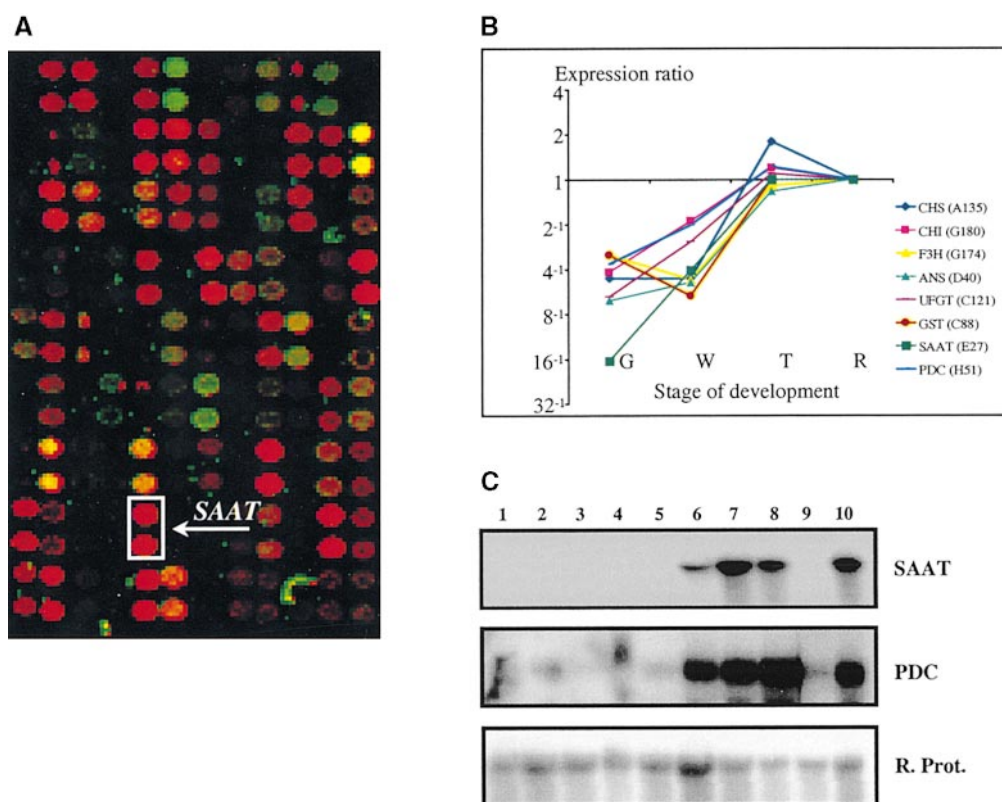 A
SAAT
B
Expression ratio
4
2
1
2-1
4-1
8-1
16-1
32-1
G W T R
Stage of development
CHS (A135)
CHI (G180)
F3H (G174)
ANS (D40)
UFGT (C121)
GST (C88)
SAAT (E27)
PDC (H51)
C
1 2 3 4 5 6 7 8 9 10
SAAT
PDC
R. Prot.